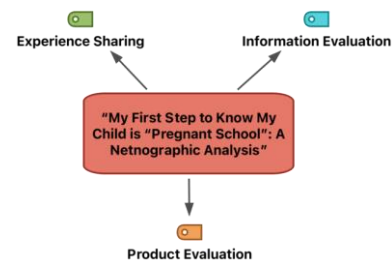 Experience Sharing
Information Evaluation
“My First Step to Know My
Child is “Pregnant School”: A
Netnographic Analysis”
Product Evaluation